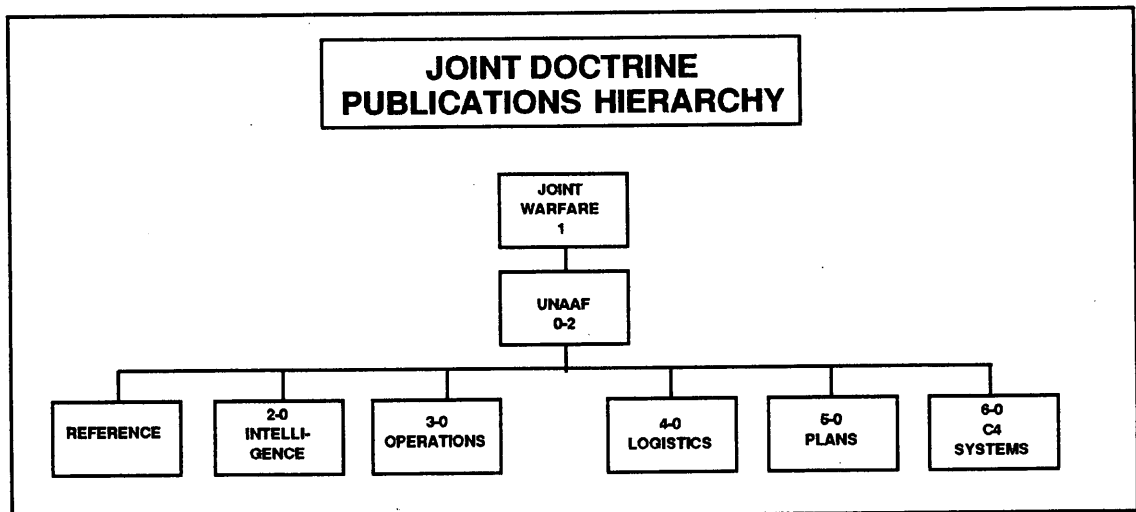 JOINT DOCTRINE
PUBLICATIONS HIERARCHY
JOINT
WARFARE
1
UNAAF
0-2
REFERENCE
2-0
INTELLI-
GENCE
3-0
OPERATIONS
4-0
LOGISTICS
5-0
PLANS
6-0
C4
SYSTEMS